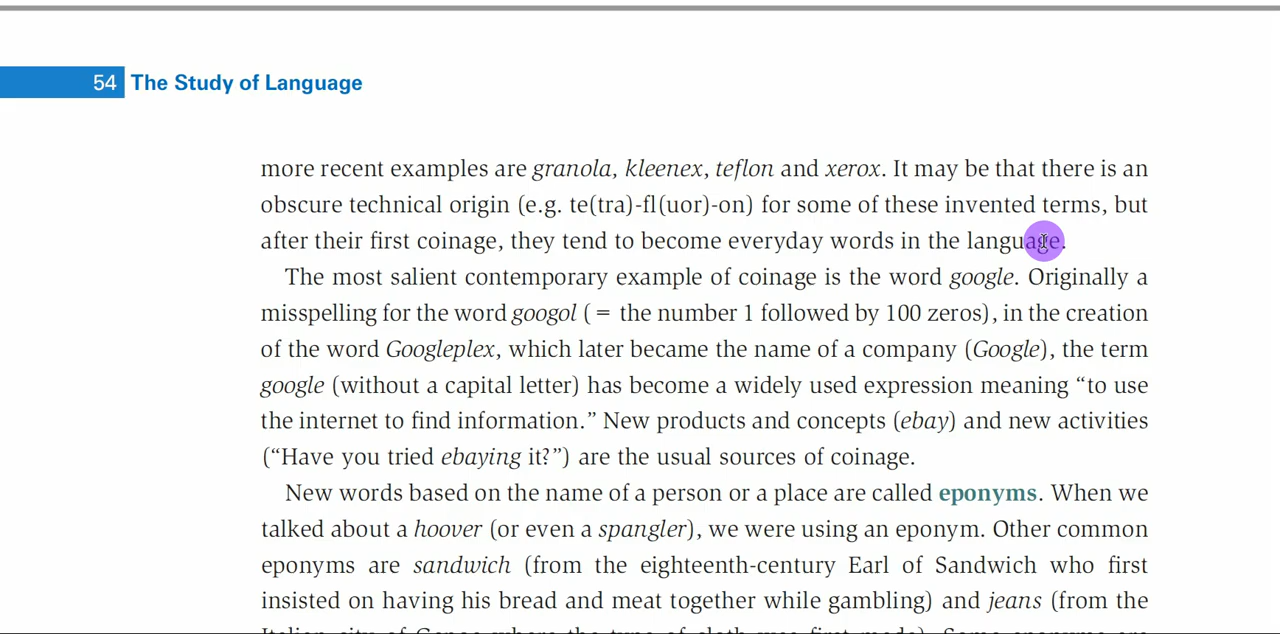 54 The Study of Language
more recent examples are granola, kleenex, teflon and xerox. It may be that there is an
obscure technical origin (e.g. te(tra)-fl(uor)-on) for some of these invented terms, but
after their first coinage, they tend to become everyday words in the language.
The most salient contemporary example of coinage is the word google. Originally a
misspelling for the word googol ( = the number 1 followed by 100 zeros), in the creation
of the word Googleplex, which later became the name of a company (Google), the term
google (without a capital letter) has become a widely used expression meaning “to use
the internet to find information.” New products and concepts (ebay) and new activities
(“Have you tried ebaying it?”) are the usual sources of coinage.
New words based on the name of a person or a place are called eponyms. When we
talked about a hoover (or even a spangler), we were using an eponym. Other common
eponyms are sandwich (from the eighteenth-century Earl of Sandwich who first
insisted on having his bread and meat together while gambling) and jeans (from the